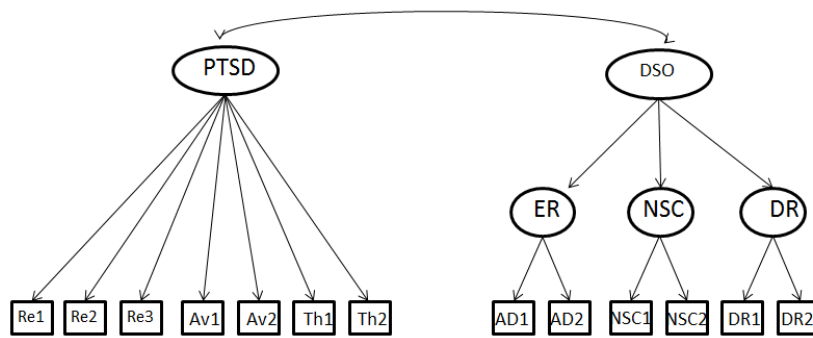 PTSD
DSO
ER
NSC
DR
Re1
Re2
Re3
Av1
Av2
Th1
Th2
AD1
AD2
NSC1
NSC2
DR1
DR2